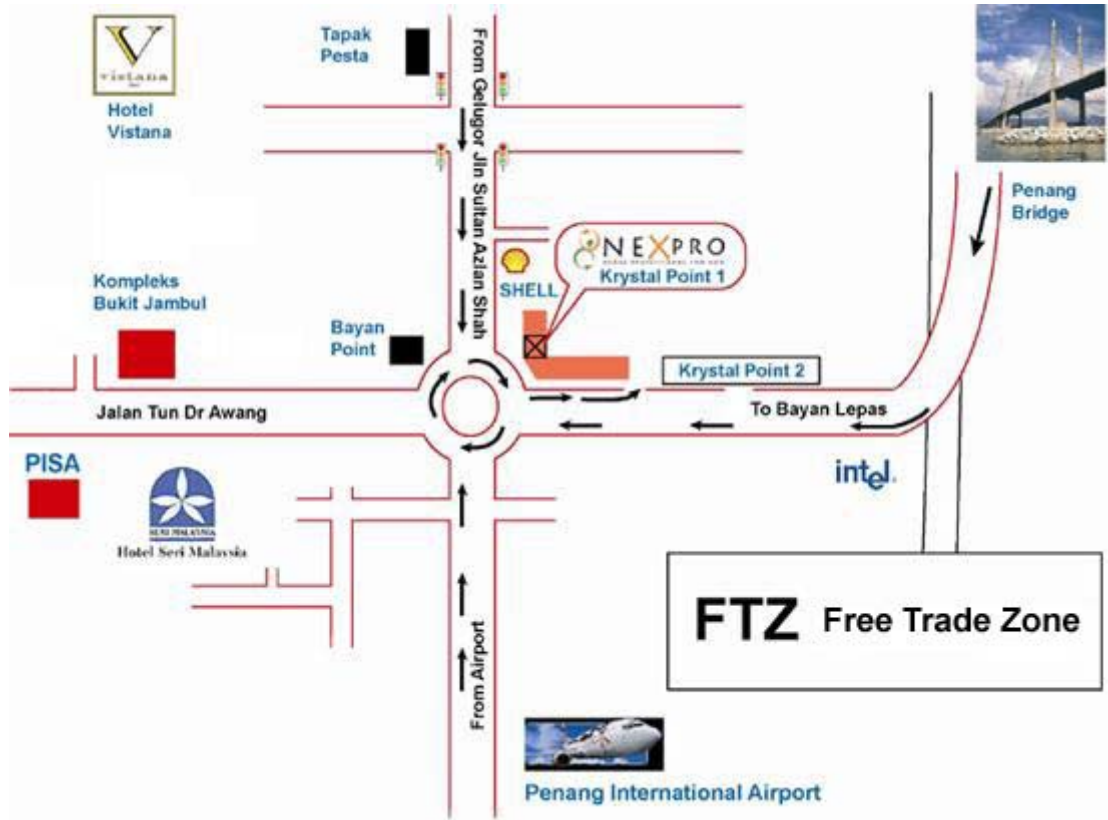 V
vistana
Hotel
Vistana
Tapak
Pesta
From Gelugor Jln Sultan Azlan Shah
Penang
Bridge
NEXPRO
Krystal Point 1
SHELL
Kompleks
Bukit Jambul
Bayan
Point
Krystal Point 2
Jalan Tun Dr Awang
To Bayan Lepas
PISA
intel.
SERI MALAYSIA
Hotel Seri Malaysia
FTZ Free Trade Zone
From Airport
Penang International Airport